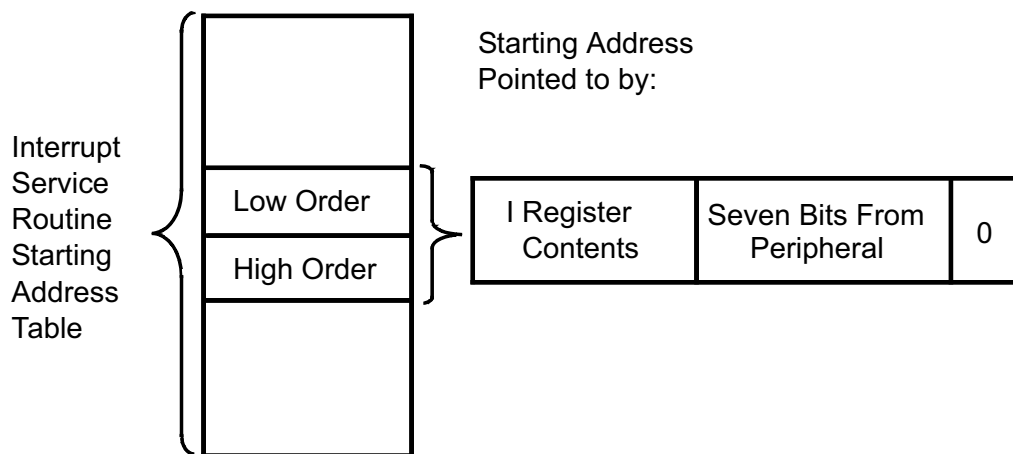 Starting Address
Pointed to by:
Interrupt
Service
Routine
Starting
Address
Table
Low Order
High Order
I Register
Contents
Seven Bits From
Peripheral
0